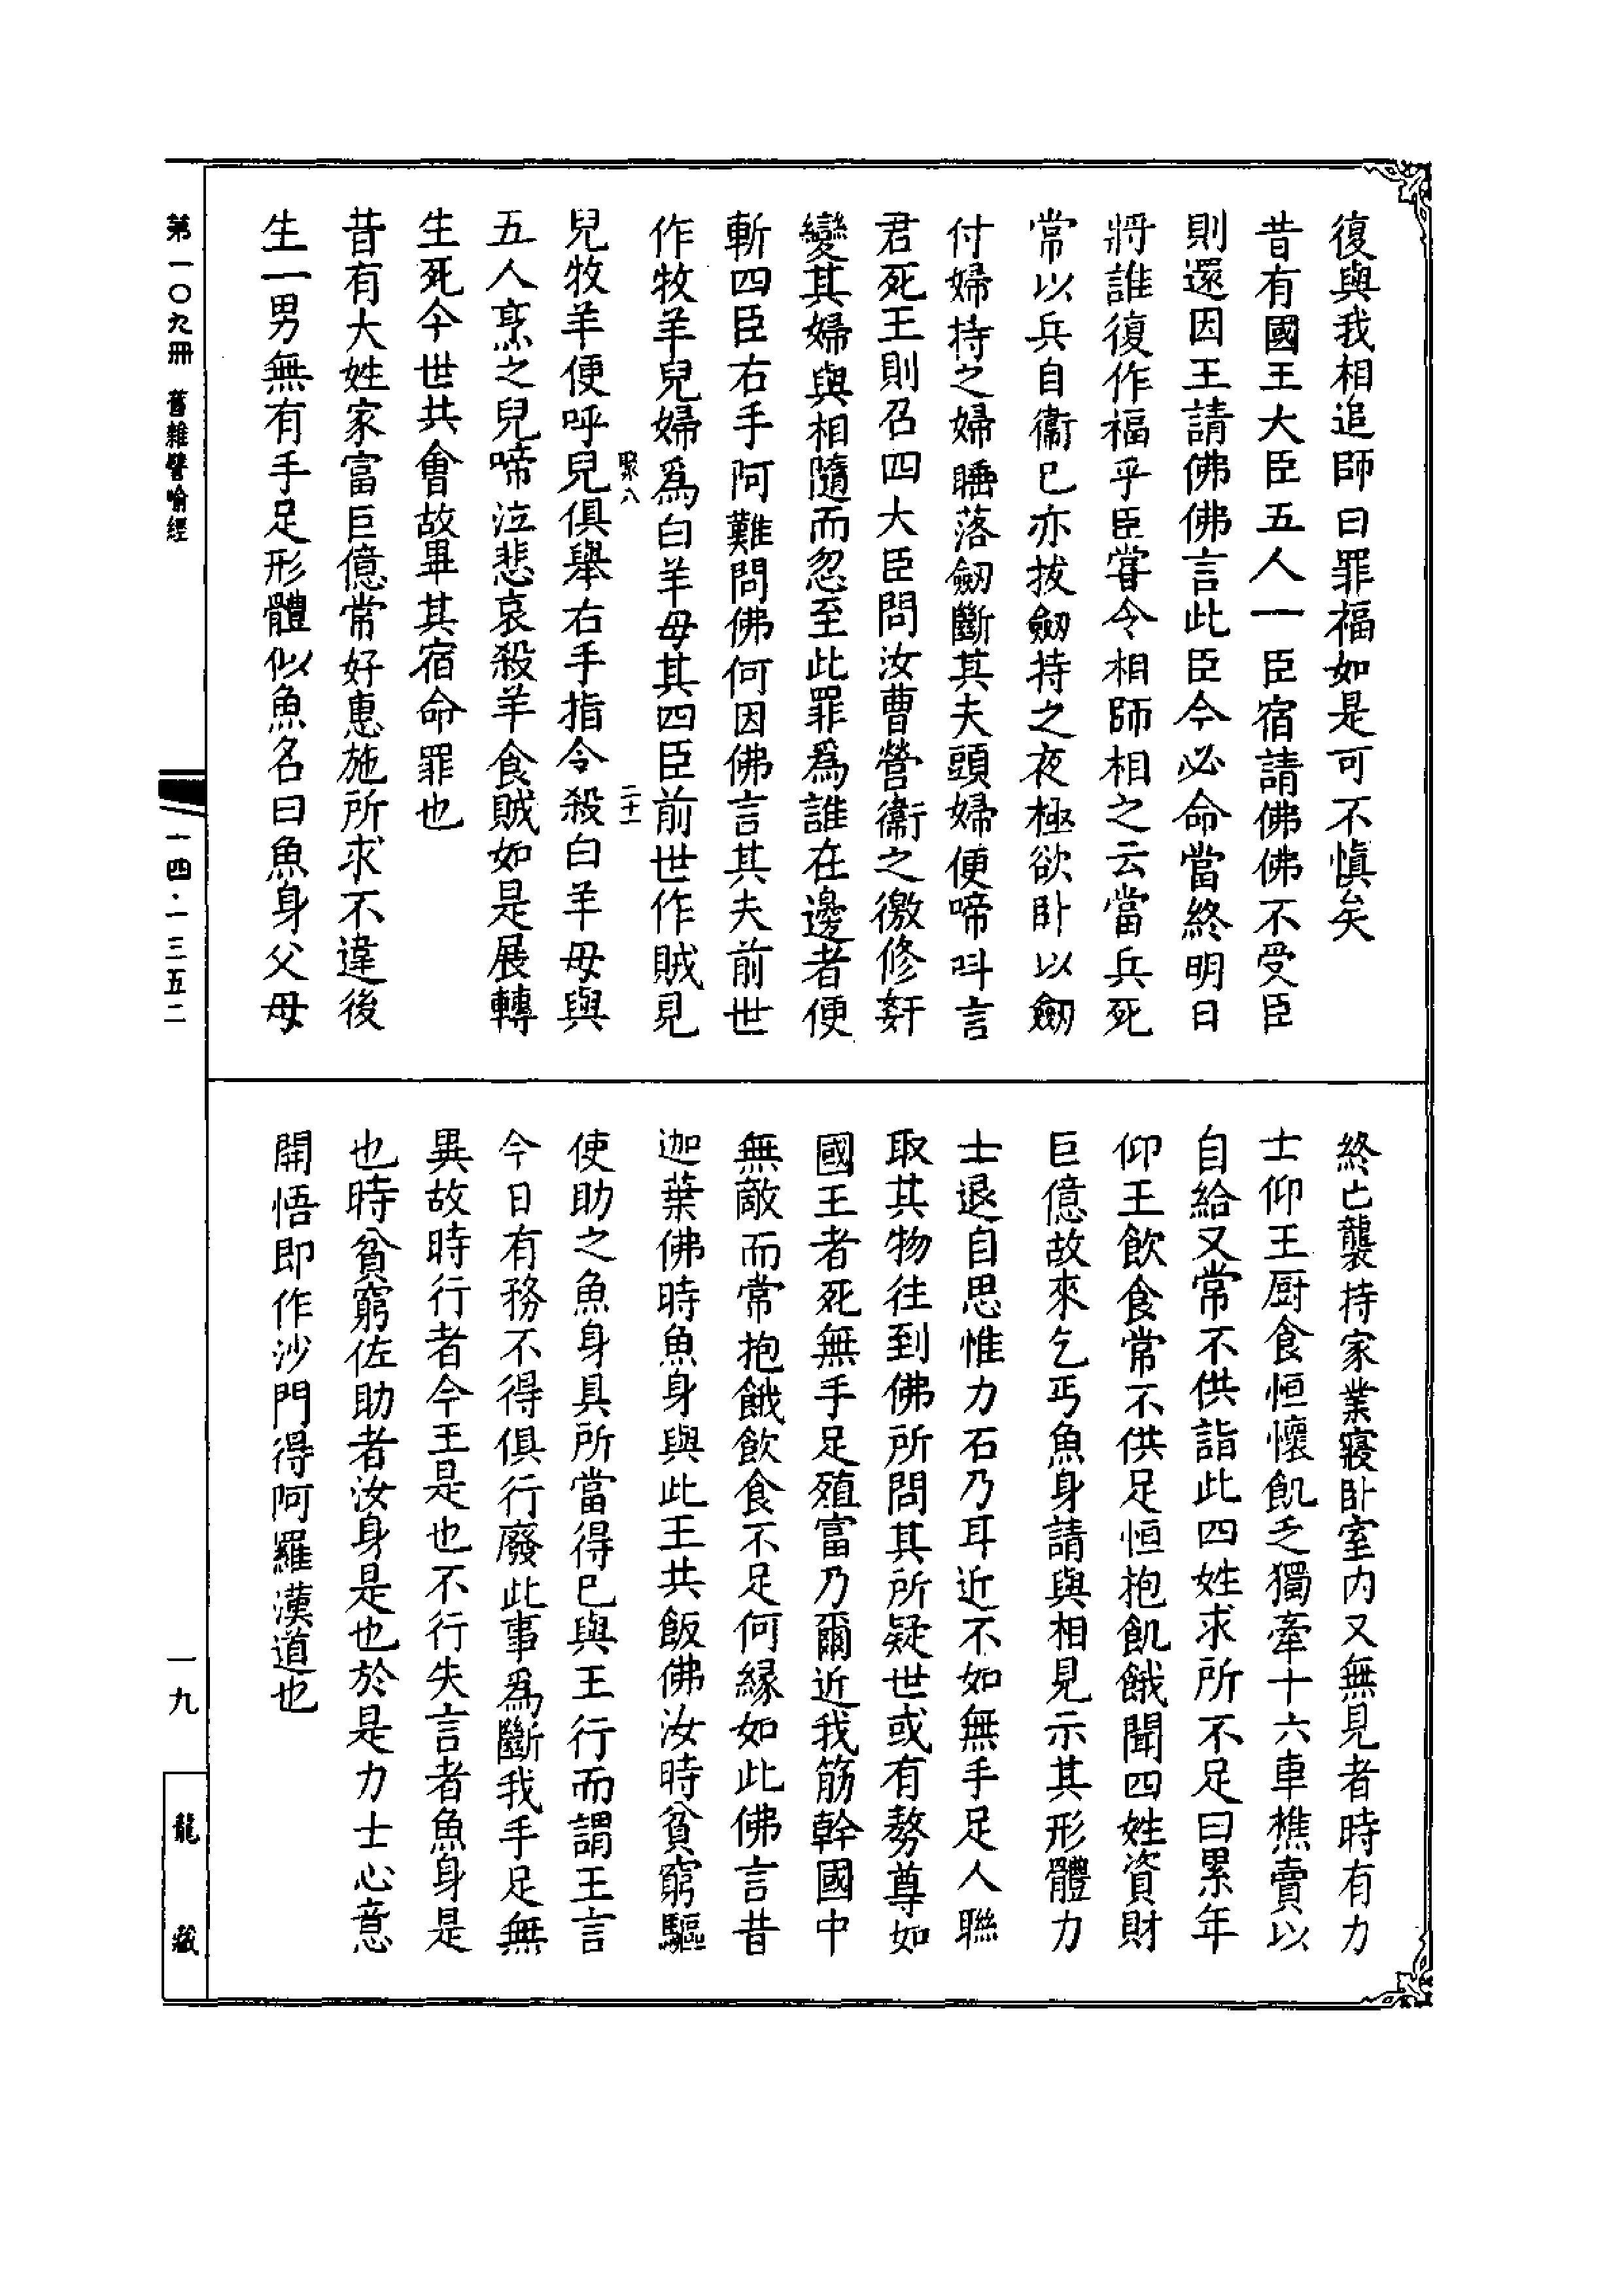 復與我相追師曰罪福如是可不愼矣
昔有國王大臣五人一臣宿請佛佛不受臣
則還因王請佛佛言此臣今必命當終明日
將誰復作福乎臣甞令相師相之云當兵死
常以兵自衞已亦拔劒持之夜極欲臥以劒
付婦持之婦睡落劒斷其夫頭婦便啼呌言
君死王則召四大臣問汝曹營衞之徼修姧
變其婦與相隨而忽至此罪爲誰在邊者便
斬四臣右手阿難問佛何因佛言其夫前世
作牧羊兒婦爲白羊母其四臣前世作賊見
聚八 二十一
兒牧羊便呼兒俱舉右手指令殺白羊母與
五人烹之兒啼泣悲哀殺羊食賊如是展轉
生死今世共會故畢其宿命罪也
昔有大姓家富巨億常好惠施所求不違後
生一男無有手足形體似魚名曰魚身父母
終亡襲持家業寢臥室內又無見者時有力
士仰王厨食恒懷飢乏獨牽十六車樵賣以
自給又常不供詣此四姓求所不足曰累年
仰王飲食常不供足恒抱飢餓聞四姓資財
巨億故來乞丐魚身請與相見示其形體力
士退自思惟力石乃耳近不如無手足人聯
取其物往到佛所問其所疑世或有勢尊如
國王者死無手足殖富乃爾近我筋幹國中
無敵而常抱餓飲食不足何緣如此佛言昔
迦葉佛時魚身與此王共飯佛汝時貧窮驅
使助之魚身具所當得已與王行而謂王言
今日有務不得俱行廢此事爲斷我手足無
異故時行者今王是也不行失言者魚身是
也時貧窮佐助者汝身是也於是力士心意
開悟即作沙門得阿羅漢道也
第一〇九冊 舊雜譬喻經
一四·一三五二
一九
龍藏